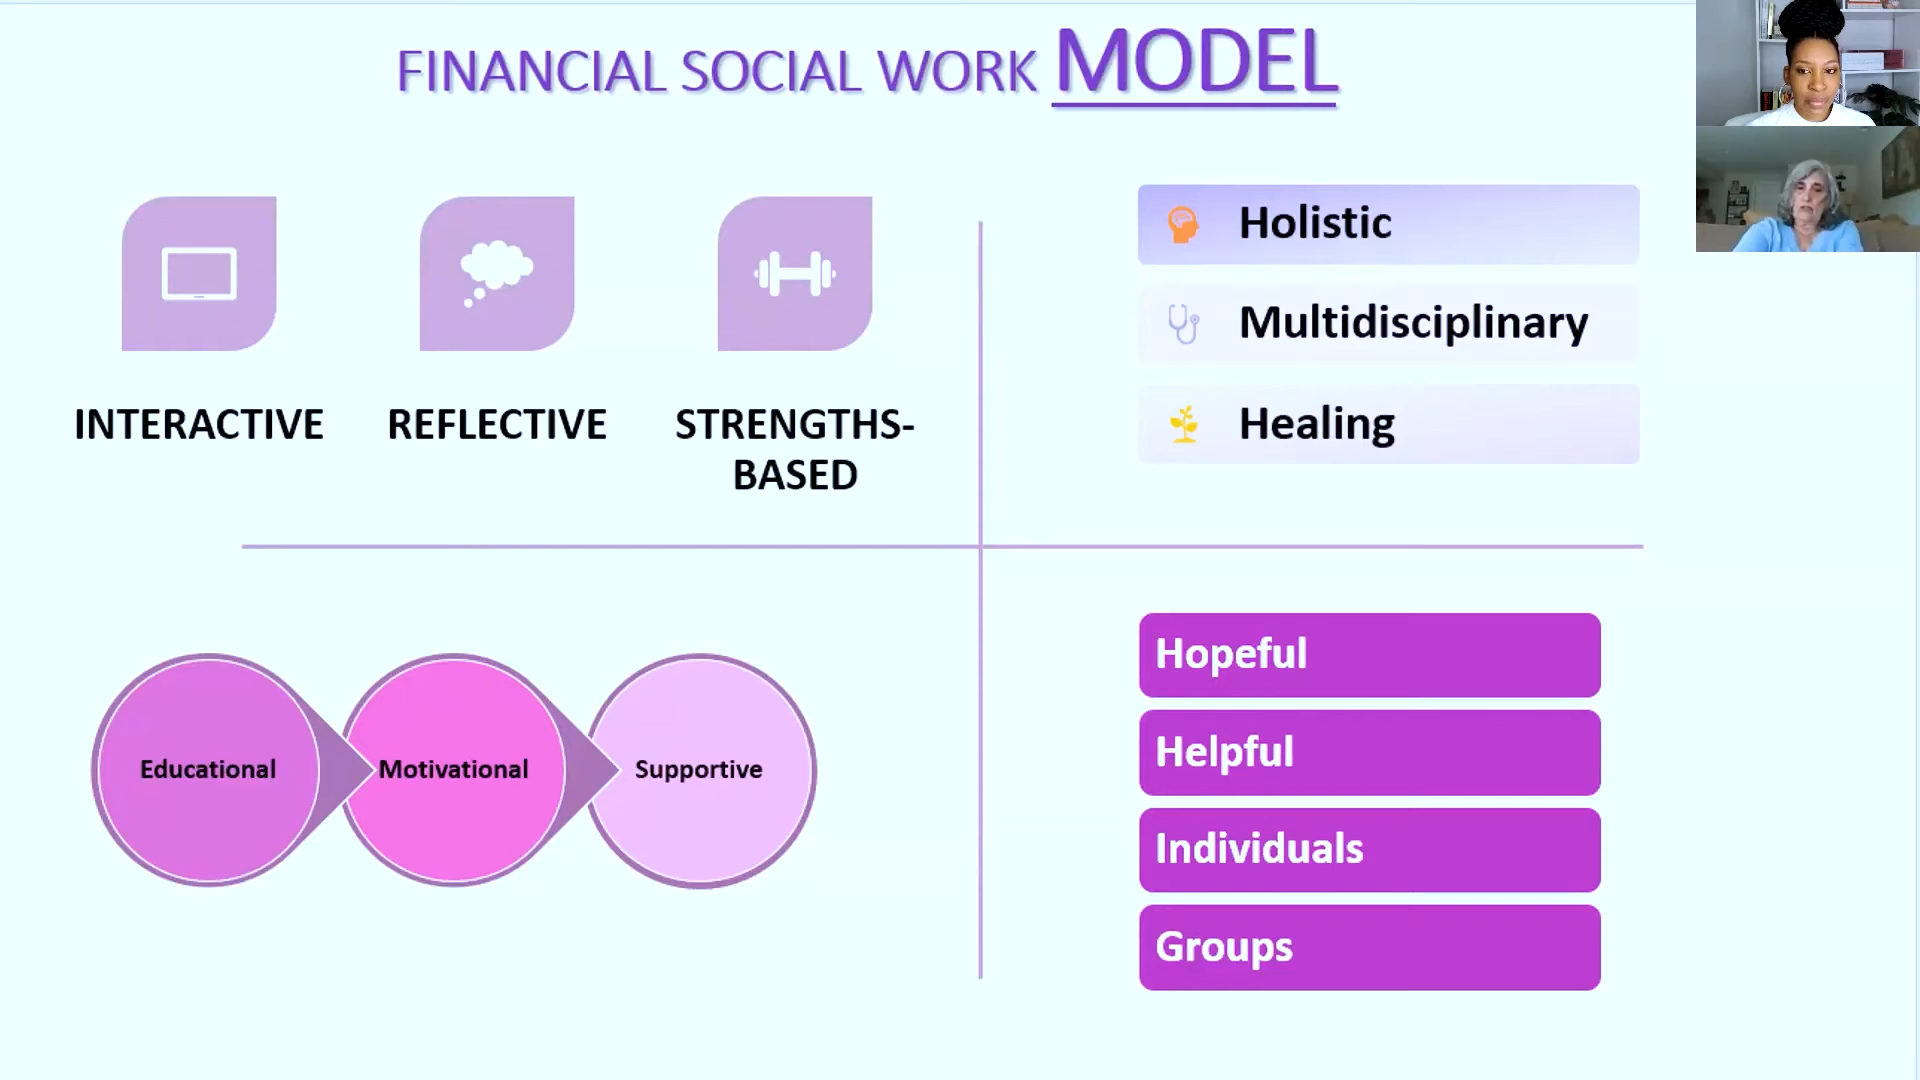 FINANCIAL SOCIAL WORK MODEL
INTERACTIVE
REFLECTIVE
STRENGTHS-
BASED
Holistic
Multidisciplinary
Healing
Educational
Motivational
Supportive
Hopeful
Helpful
Individuals
Groups